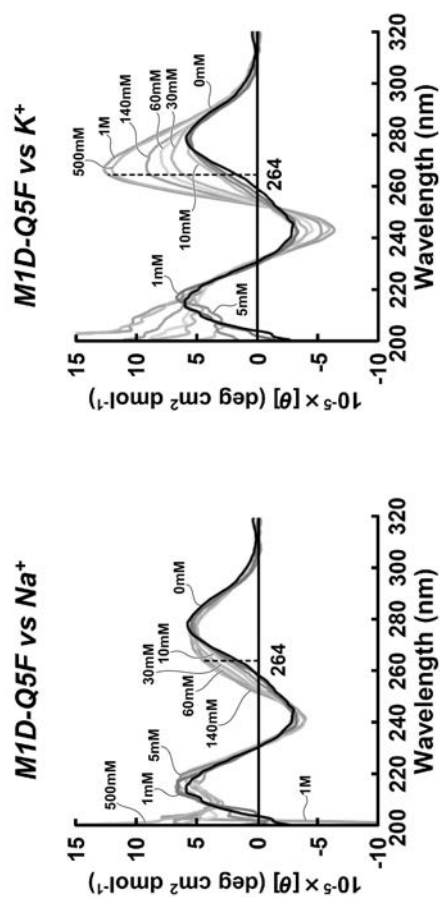 M1D-Q5F vs Na⁺
10⁻⁵ × [θ] (deg cm² dmol⁻¹)
15
10
5
0
-5
-10
500mM
1mM
5mM
1M
140mM
60mM
30mM
10mM
0mM
264
200 220 240 260 280 300 320
Wavelength (nm)
M1D-Q5F vs K⁺
10⁻⁵ × [θ] (deg cm² dmol⁻¹)
15
10
5
0
-5
-10
1mM
5mM
10mM
500mM
1M
140mM
60mM
30mM
0mM
264
200 220 240 260 280 300 320
Wavelength (nm)